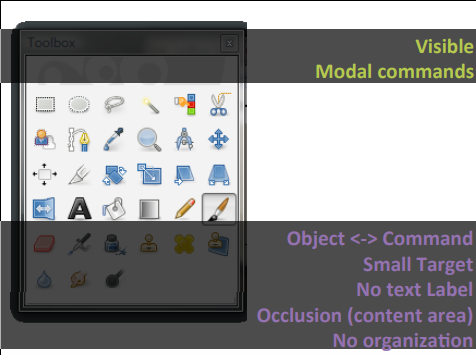 Toolbox
Visible
Modal commands
Object <-> Command
Small Target
No text Label
Occlusion (content area)
No organization